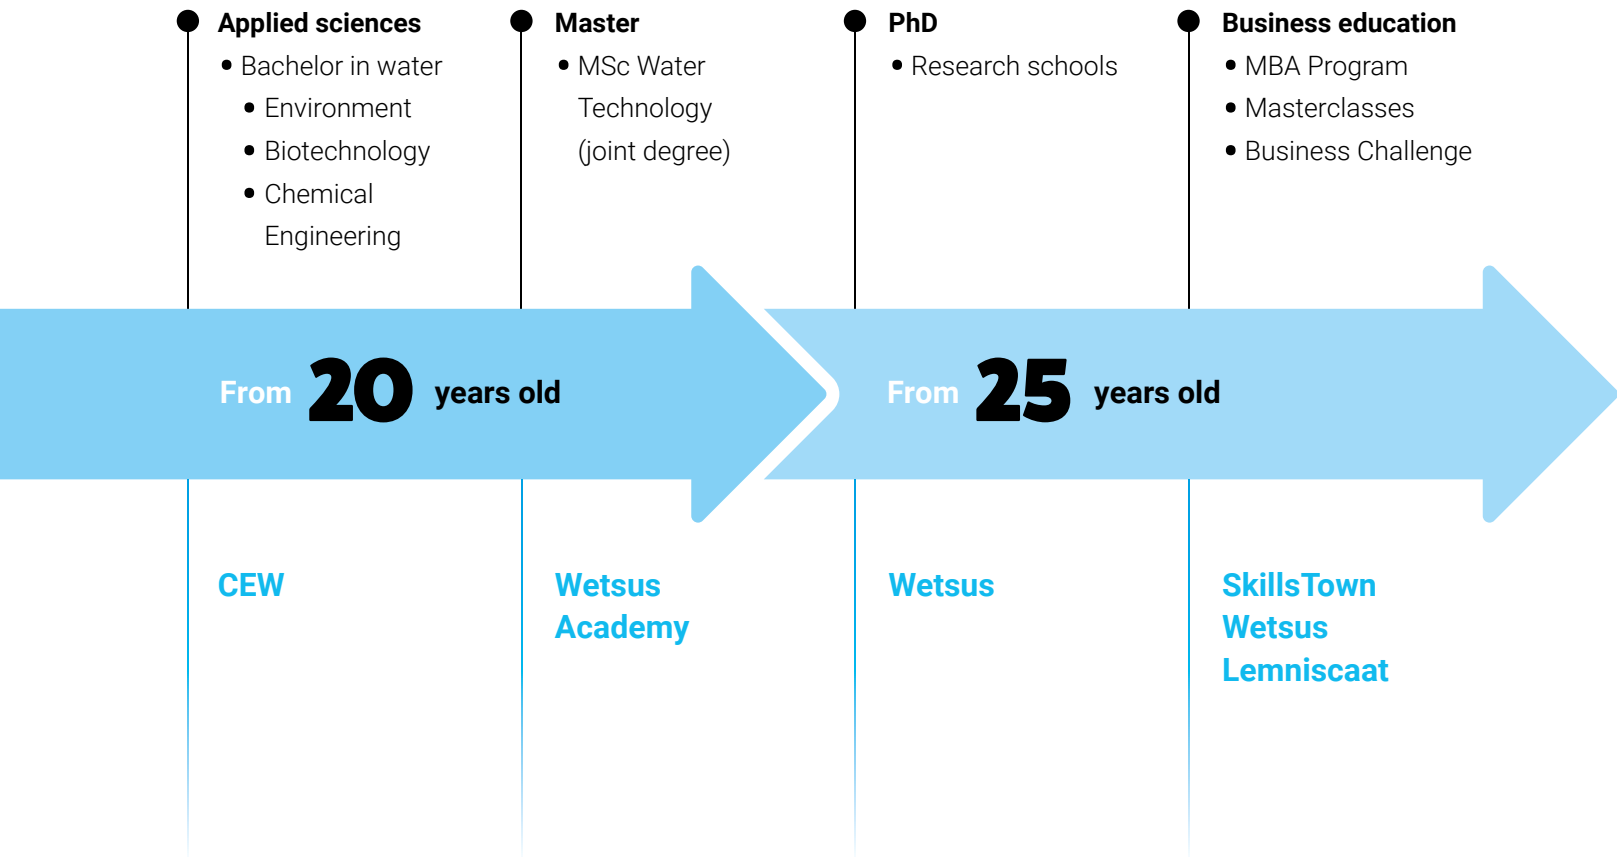 Applied sciences
• Bachelor in water
• Environment
• Biotechnology
• Chemical
Engineering
Master
• MSc Water
Technology
(joint degree)
PhD
• Research schools
Business education
• MBA Program
• Masterclasses
• Business Challenge
From 20 years old
From 25 years old
CEW
Wetsus
Academy
Wetsus
SkillsTown
Wetsus
Lemniscaat